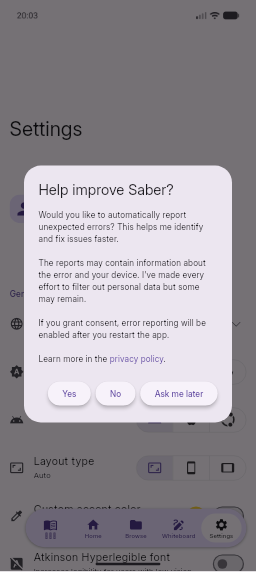 20:03
Settings
Help improve Saber?
Would you like to automatically report
unexpected errors? This helps me identify
and fix issues faster.
The reports may contain information about
the error and your device. I've made every
effort to filter out personal data but some
may remain.
If you grant consent, error reporting will be
enabled after you restart the app.
Learn more in the privacy policy.
Yes No Ask me later
Gen
Layout type
Auto
Custom accent color
Home Browse Whiteboard Settings
Atkinson Hyperlegible font